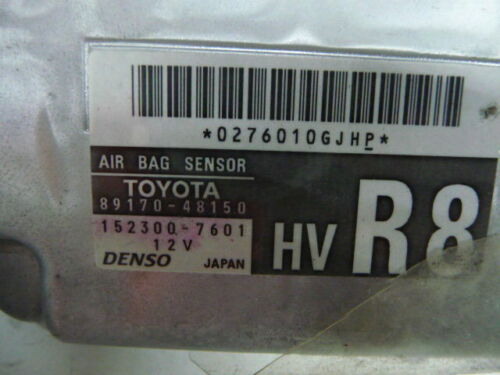 *0276010GJHP*
AIR BAG SENSOR
TOYOTA
89170-48150
152300-7601
12V
DENSO JAPAN
HV R8